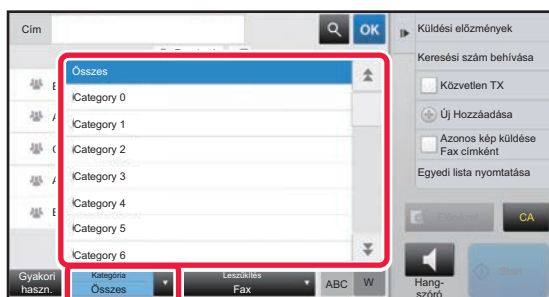 Cím
OK
Küldési előzmények
Keresési szám behívása
Közvetlen TX
Új Hozzáadása
Azonos kép küldése
Fax címként
Egyedi lista nyomtatása
Összes
Category 0
Category 1
Category 2
Category 3
Category 4
Category 5
Category 6
CA
Gyakori
haszn.
Kategória
Összes
Leszűkítés
Fax
ABC
W
Hang-
szóró
Start